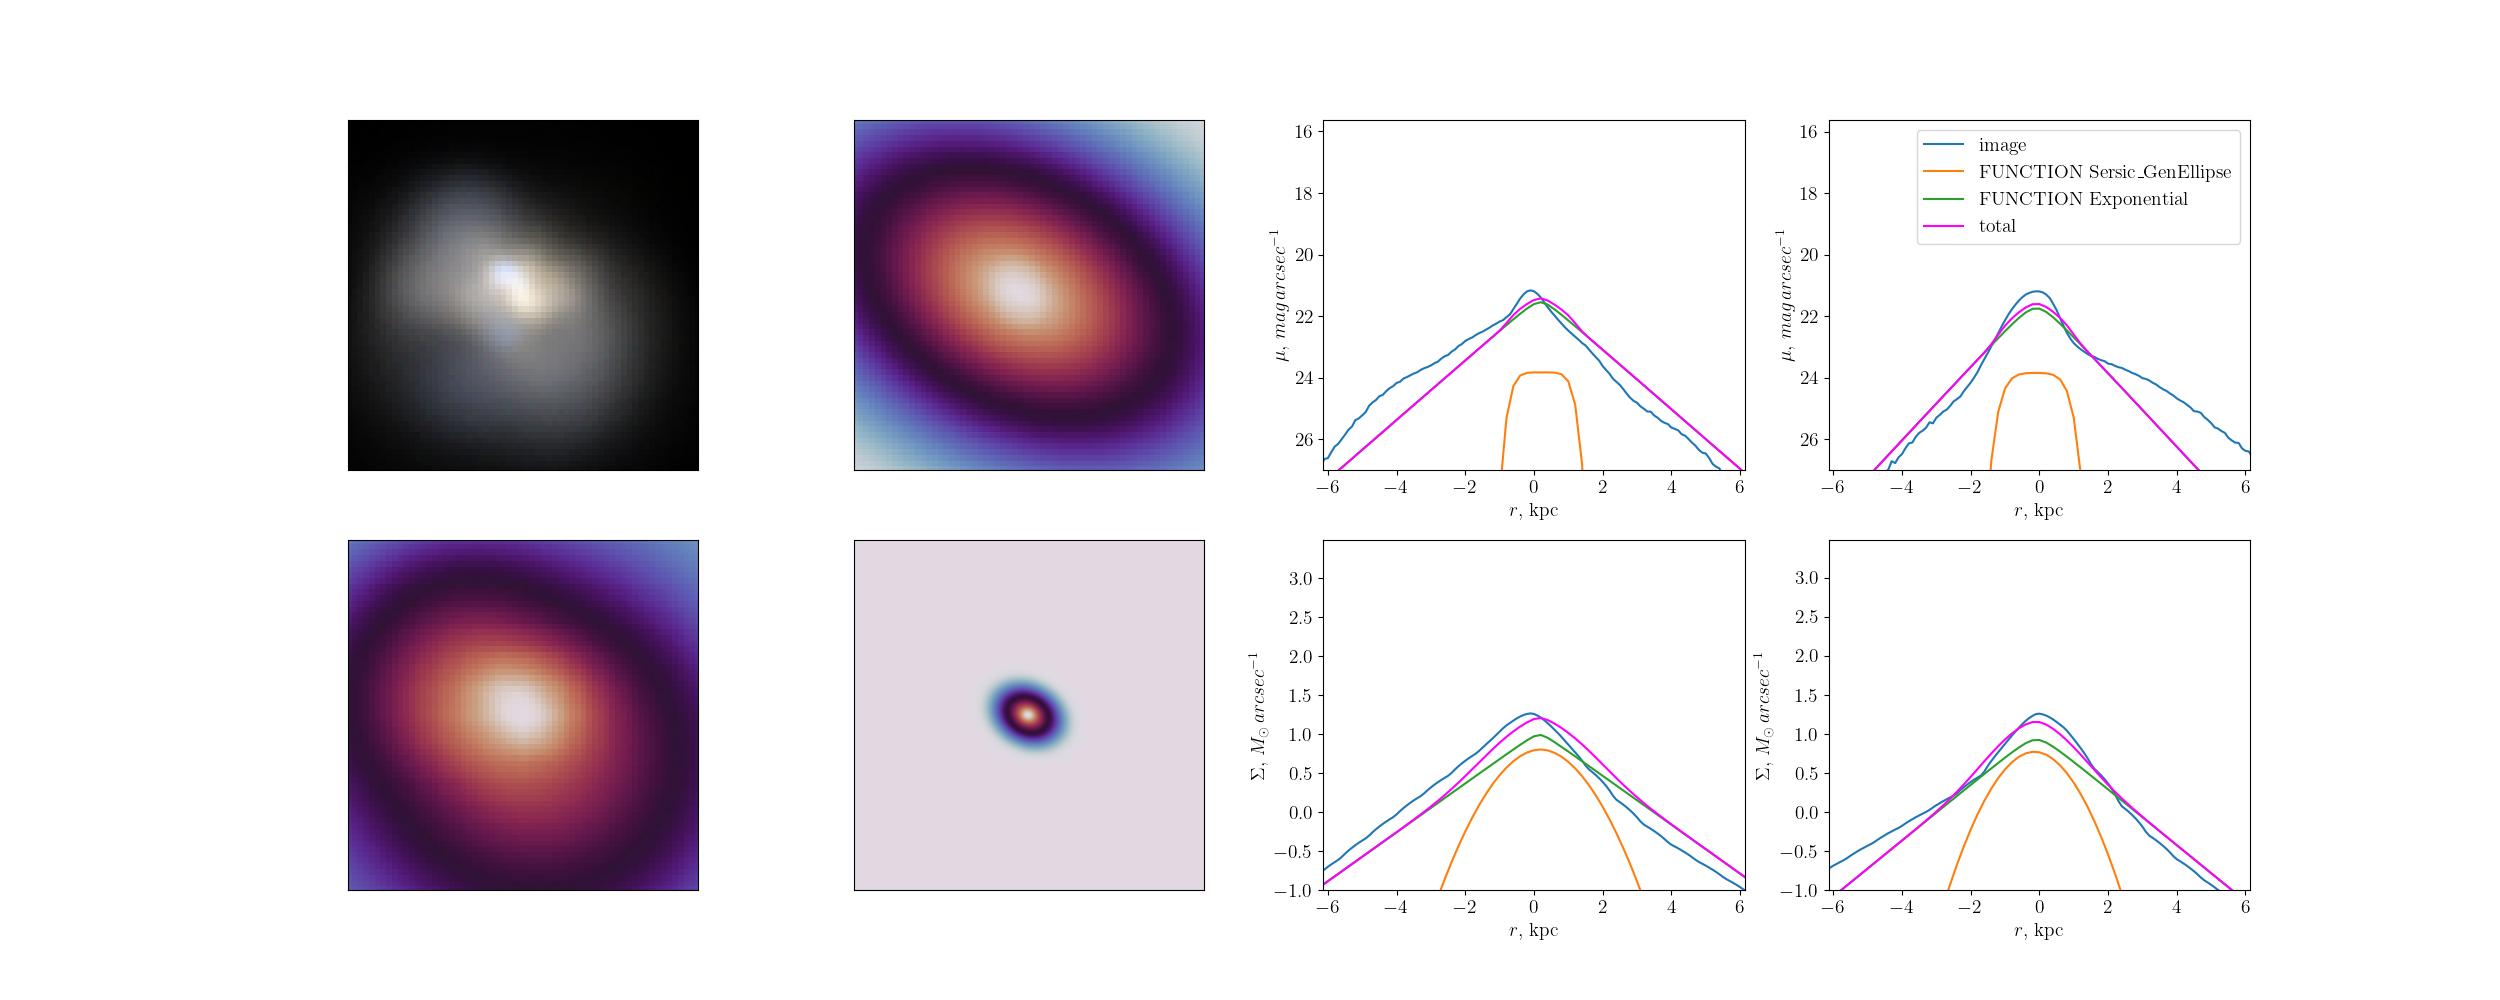 16
18
20
22
24
26
μ, mag arcsec⁻¹
−6 −4 −2 0 2 4 6
r, kpc
16
18
20
22
24
26
μ, mag arcsec⁻¹
−6 −4 −2 0 2 4 6
r, kpc
image
FUNCTION Sersic_GenEllipse
FUNCTION Exponential
total
3.0
2.5
2.0
1.5
1.0
0.5
0.0
−0.5
−1.0
Σ, M⊙ arcsec⁻¹
−6 −4 −2 0 2 4 6
r, kpc
3.0
2.5
2.0
1.5
1.0
0.5
0.0
−0.5
−1.0
Σ, M⊙ arcsec⁻¹
−6 −4 −2 0 2 4 6
r, kpc